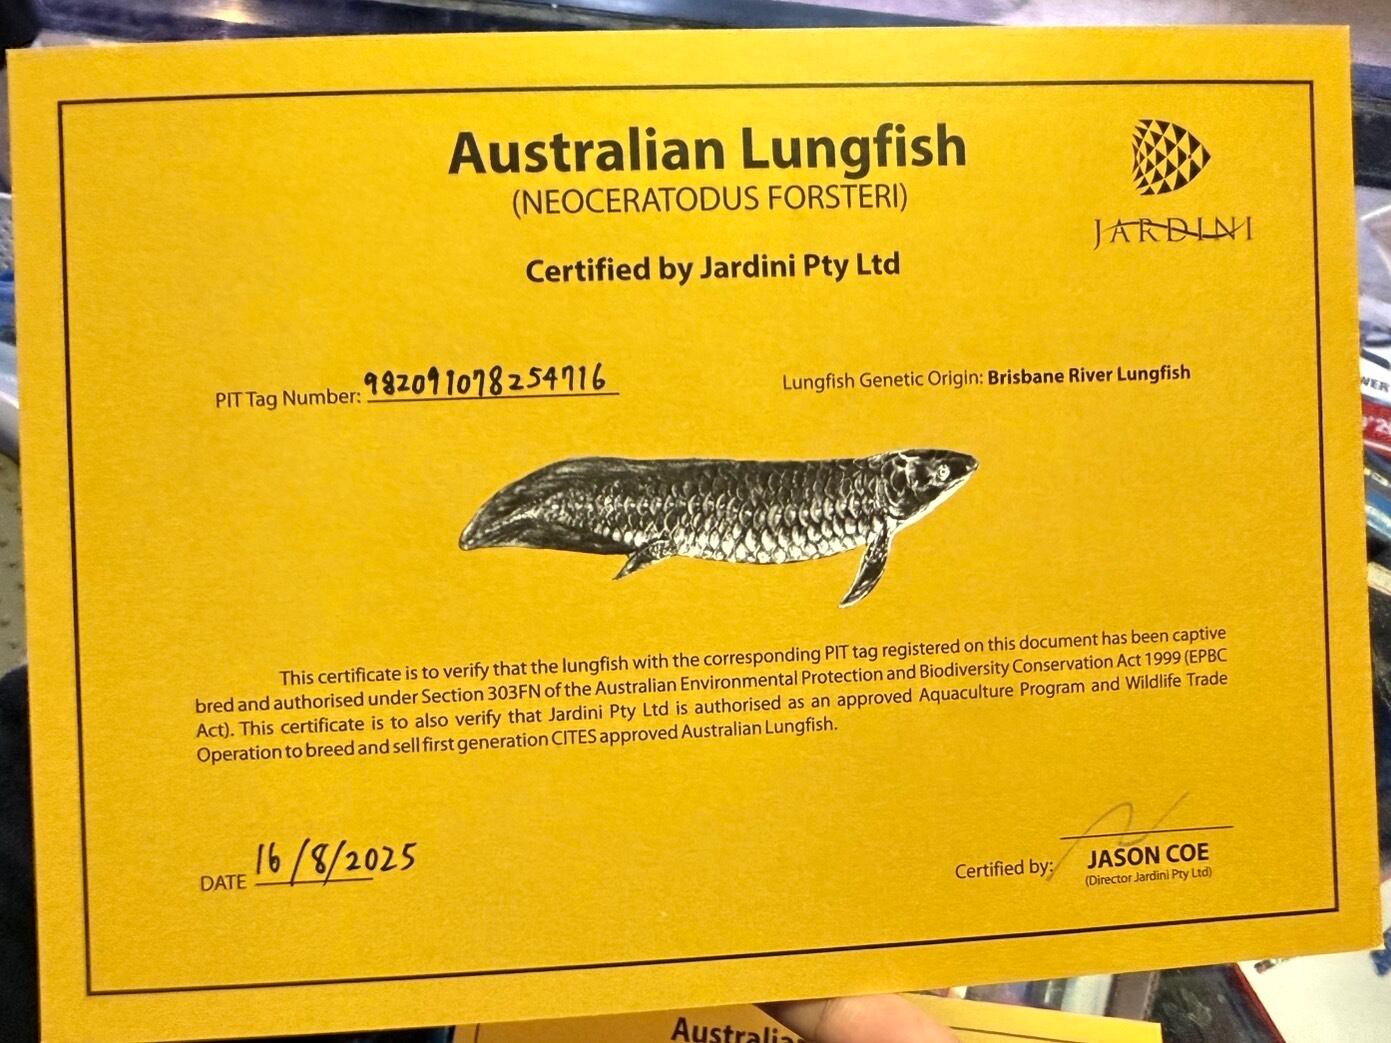 Australian Lungfish
(NEOCERATODUS FORSTERI)
JARDINI
Certified by Jardini Pty Ltd
PIT Tag Number: 982091078254716
Lungfish Genetic Origin: Brisbane River Lungfish
This certificate is to verify that the lungfish with the corresponding PIT tag registered on this document has been captive
bred and authorised under Section 303FN of the Australian Environmental Protection and Biodiversity Conservation Act 1999 (EPBC
Act). This certificate is to also verify that Jardini Pty Ltd is authorised as an approved Aquaculture Program and Wildlife Trade
Operation to breed and sell first generation CITES approved Australian Lungfish.
DATE 16/8/2025
Certified by: JASON COE
(Director Jardini Pty Ltd)